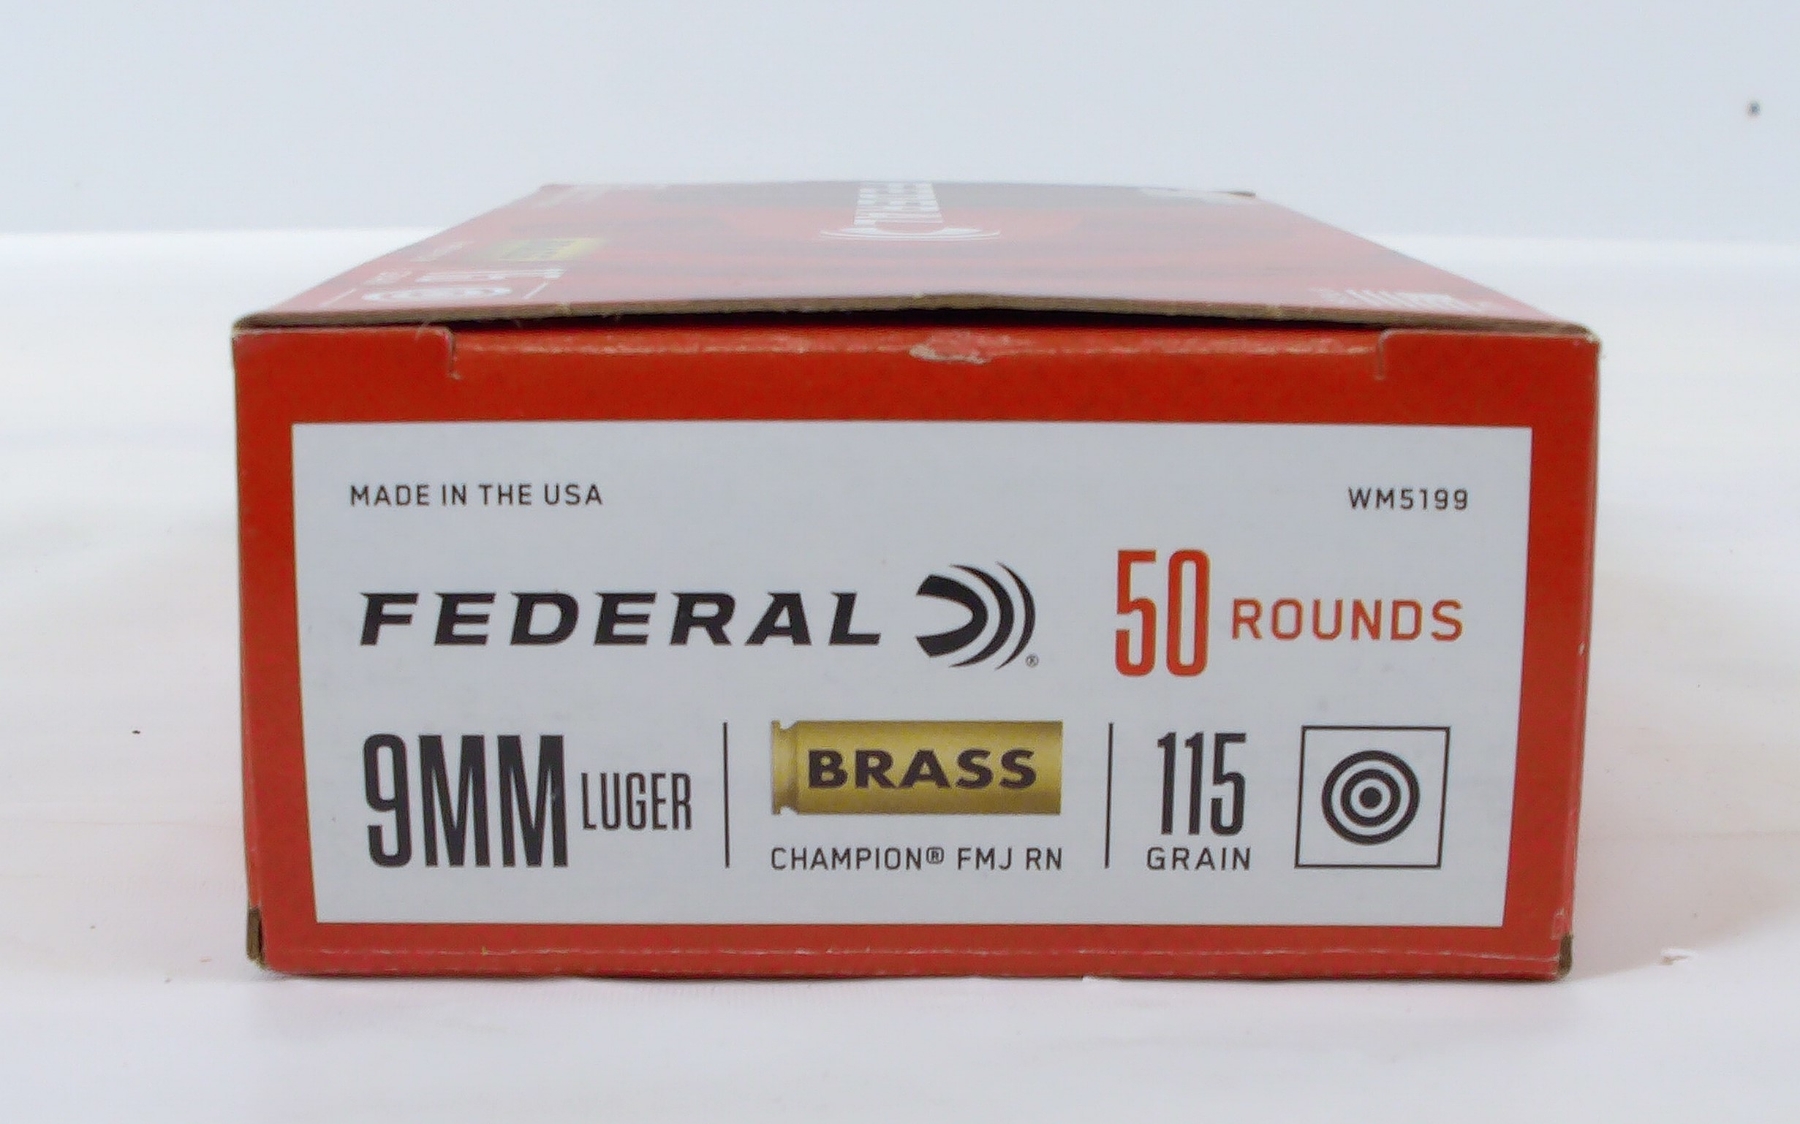 MADE IN THE USA
WM5199
FEDERAL ®
50 ROUNDS
9MM LUGER
BRASS
CHAMPION® FMJ RN
115
GRAIN